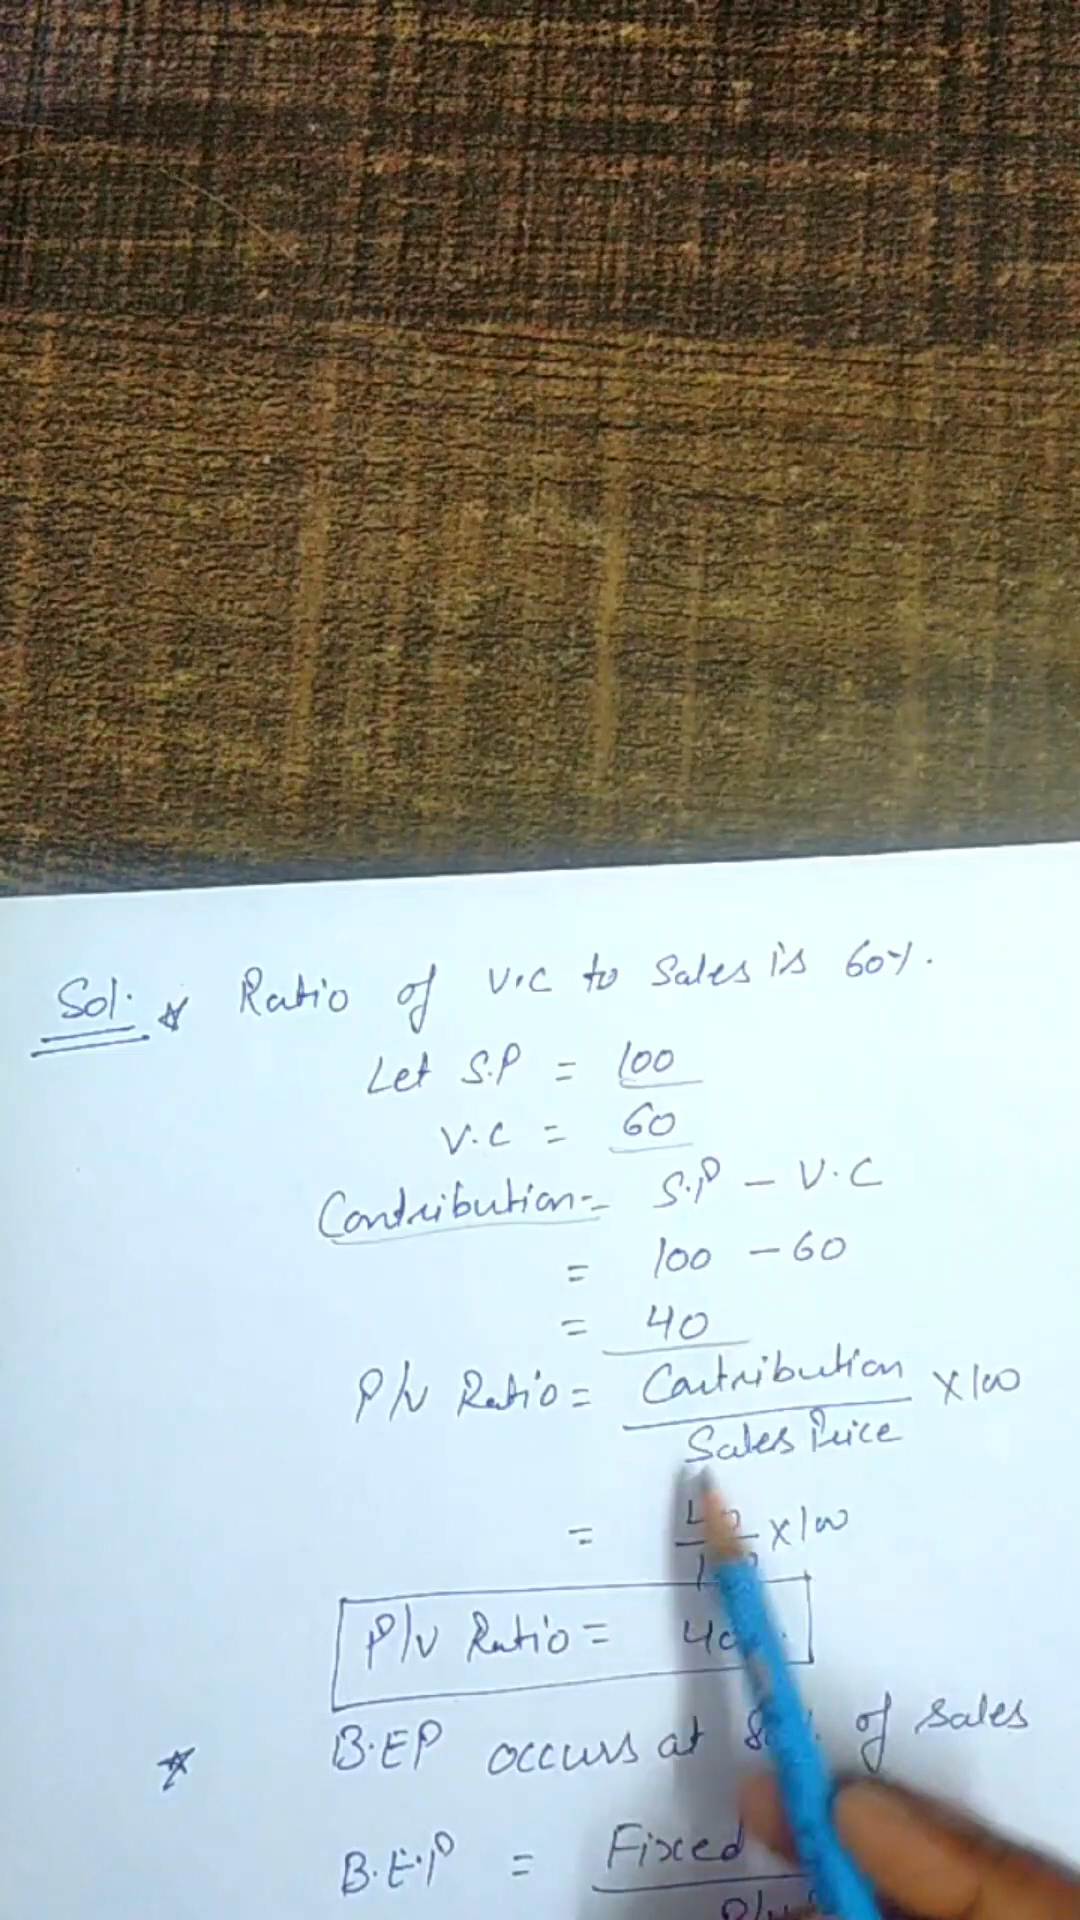 Sol. ☆ Ratio of V.C to Sales is 60%.
Let S.P = 100
V.C = 60
Contribution = S.P - V.C
= 100 - 60
= 40
P/V Ratio = Contribution / Sales Price × 100
= × 100
P/V Ratio =
☆ B.EP occurs at of sales
B.E.P = Fixed